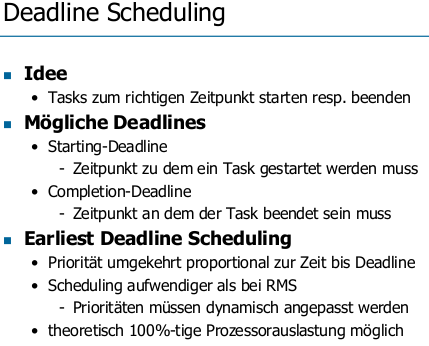 Deadline Scheduling
Idee
• Tasks zum richtigen Zeitpunkt starten resp. beenden
Mögliche Deadlines
• Starting-Deadline
- Zeitpunkt zu dem ein Task gestartet werden muss
• Completion-Deadline
- Zeitpunkt an dem der Task beendet sein muss
Earliest Deadline Scheduling
• Priorität umgekehrt proportional zur Zeit bis Deadline
• Scheduling aufwendiger als bei RMS
- Prioritäten müssen dynamisch angepasst werden
• theoretisch 100%-tige Prozessorauslastung möglich